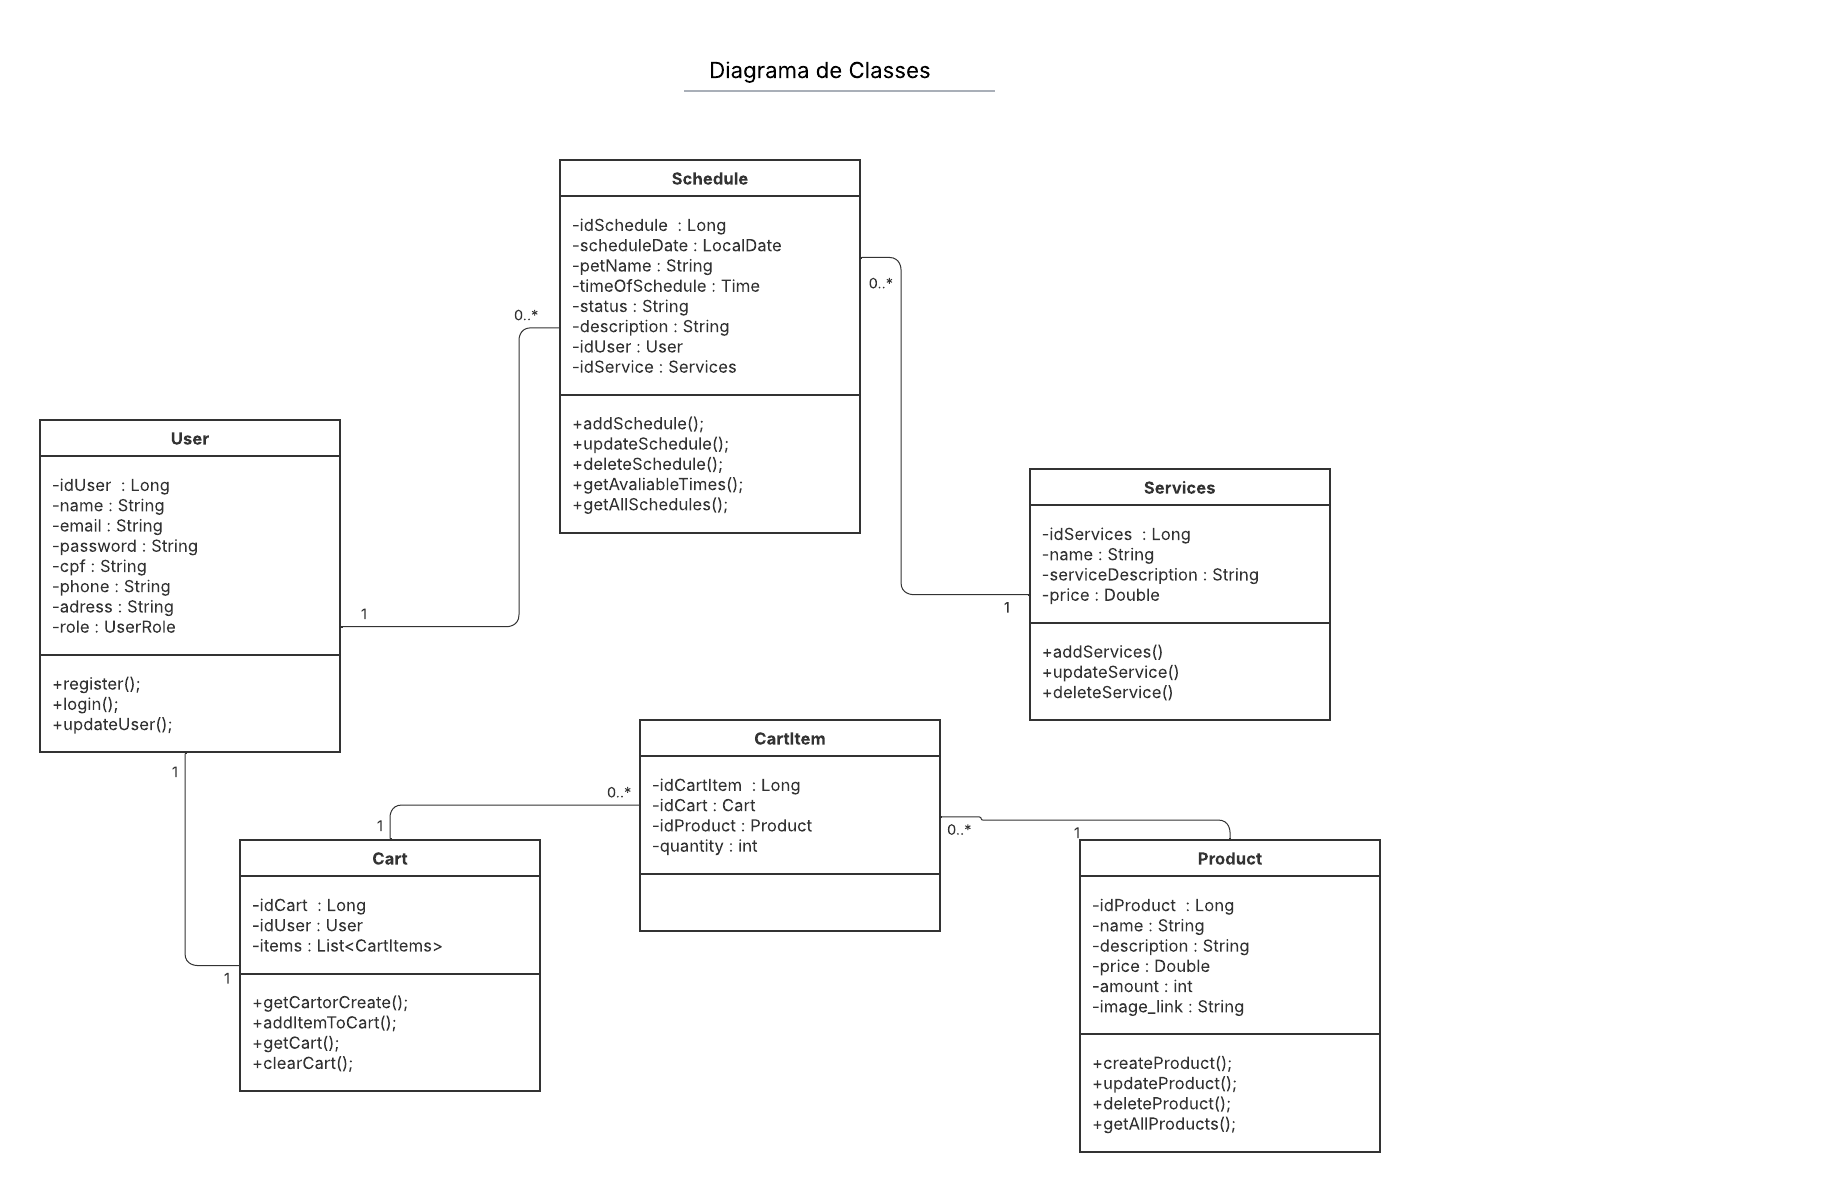 Diagrama de Classes
Schedule
-idSchedule : Long
-scheduleDate : LocalDate
-petName : String
-timeOfSchedule : Time
-status : String
-description : String
-idUser : User
-idService : Services
+addSchedule();
+updateSchedule();
+deleteSchedule();
+getAvaliableTimes();
+getAllSchedules();
0..*
0..*
1
1
User
-idUser : Long
-name : String
-email : String
-password : String
-cpf : String
-phone : String
-adress : String
-role : UserRole
+register();
+login();
+updateUser();
1
1
Services
-idServices : Long
-name : String
-serviceDescription : String
-price : Double
+addServices()
+updateService()
+deleteService()
CartItem
-idCartItem : Long
-idCart : Cart
-idProduct : Product
-quantity : int
0..*
1
0..*
1
Cart
-idCart : Long
-idUser : User
-items : List<CartItems>
+getCartorCreate();
+addItemToCart();
+getCart();
+clearCart();
Product
-idProduct : Long
-name : String
-description : String
-price : Double
-amount : int
-image_link : String
+createProduct();
+updateProduct();
+deleteProduct();
+getAllProducts();